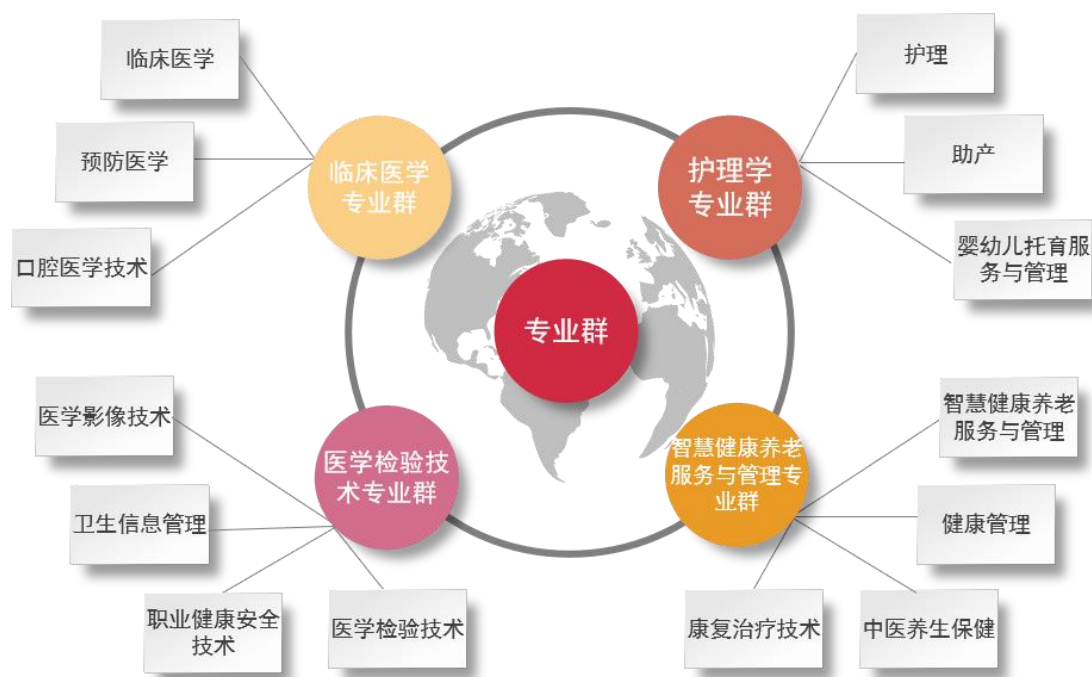 临床医学
预防医学
口腔医学技术
临床医学
专业群
护理学
专业群
护理
助产
婴幼儿托育服
务与管理
专业群
医学影像技术
卫生信息管理
职业健康安全
技术
医学检验技术
医学检验技
术专业群
智慧健康养老
服务与管理专
业群
智慧健康养老
服务与管理
健康管理
中医养生保健
康复治疗技术